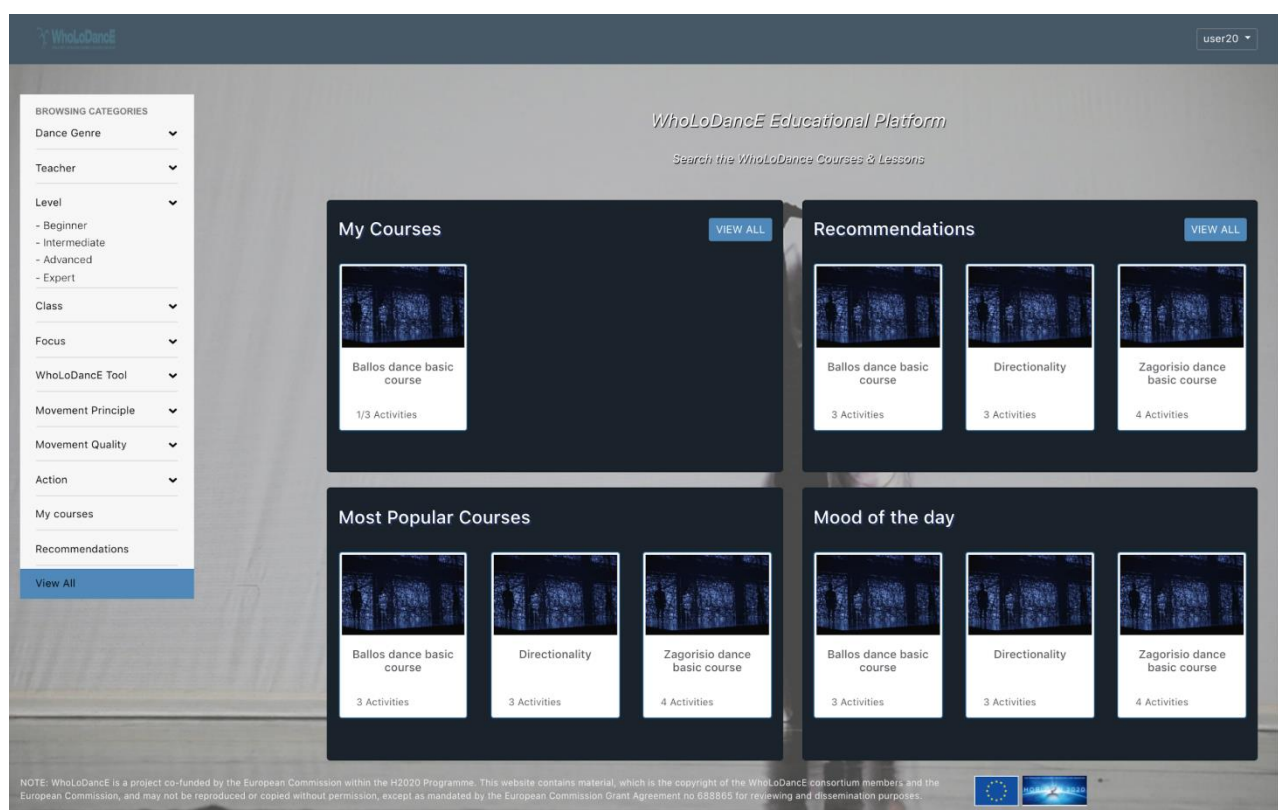 WhoLoDancE
user20
BROWSING CATEGORIES
Dance Genre
Teacher
Level
- Beginner
- Intermediate
- Advanced
- Expert
Class
Focus
WhoLoDancE Tool
Movement Principle
Movement Quality
Action
My courses
Recommendations
View All
WhoLoDancE Educational Platform
Search the WhoLoDance Courses & Lessons
My Courses
VIEW ALL
Ballos dance basic
course
1/3 Activities
Recommendations
VIEW ALL
Ballos dance basic
course
3 Activities
Directionality
3 Activities
Zagorisio dance
basic course
4 Activities
Most Popular Courses
Ballos dance basic
course
3 Activities
Directionality
3 Activities
Zagorisio dance
basic course
4 Activities
Mood of the day
Ballos dance basic
course
3 Activities
Directionality
3 Activities
Zagorisio dance
basic course
4 Activities
NOTE: WhoLoDancE is a project co-funded by the European Commission within the H2020 Programme. This website contains material, which is the copyright of the WhoLoDancE consortium members and the
European Commission, and may not be reproduced or copied without permission, except as mandated by the European Commission Grant Agreement no 688865 for reviewing and dissemination purposes.